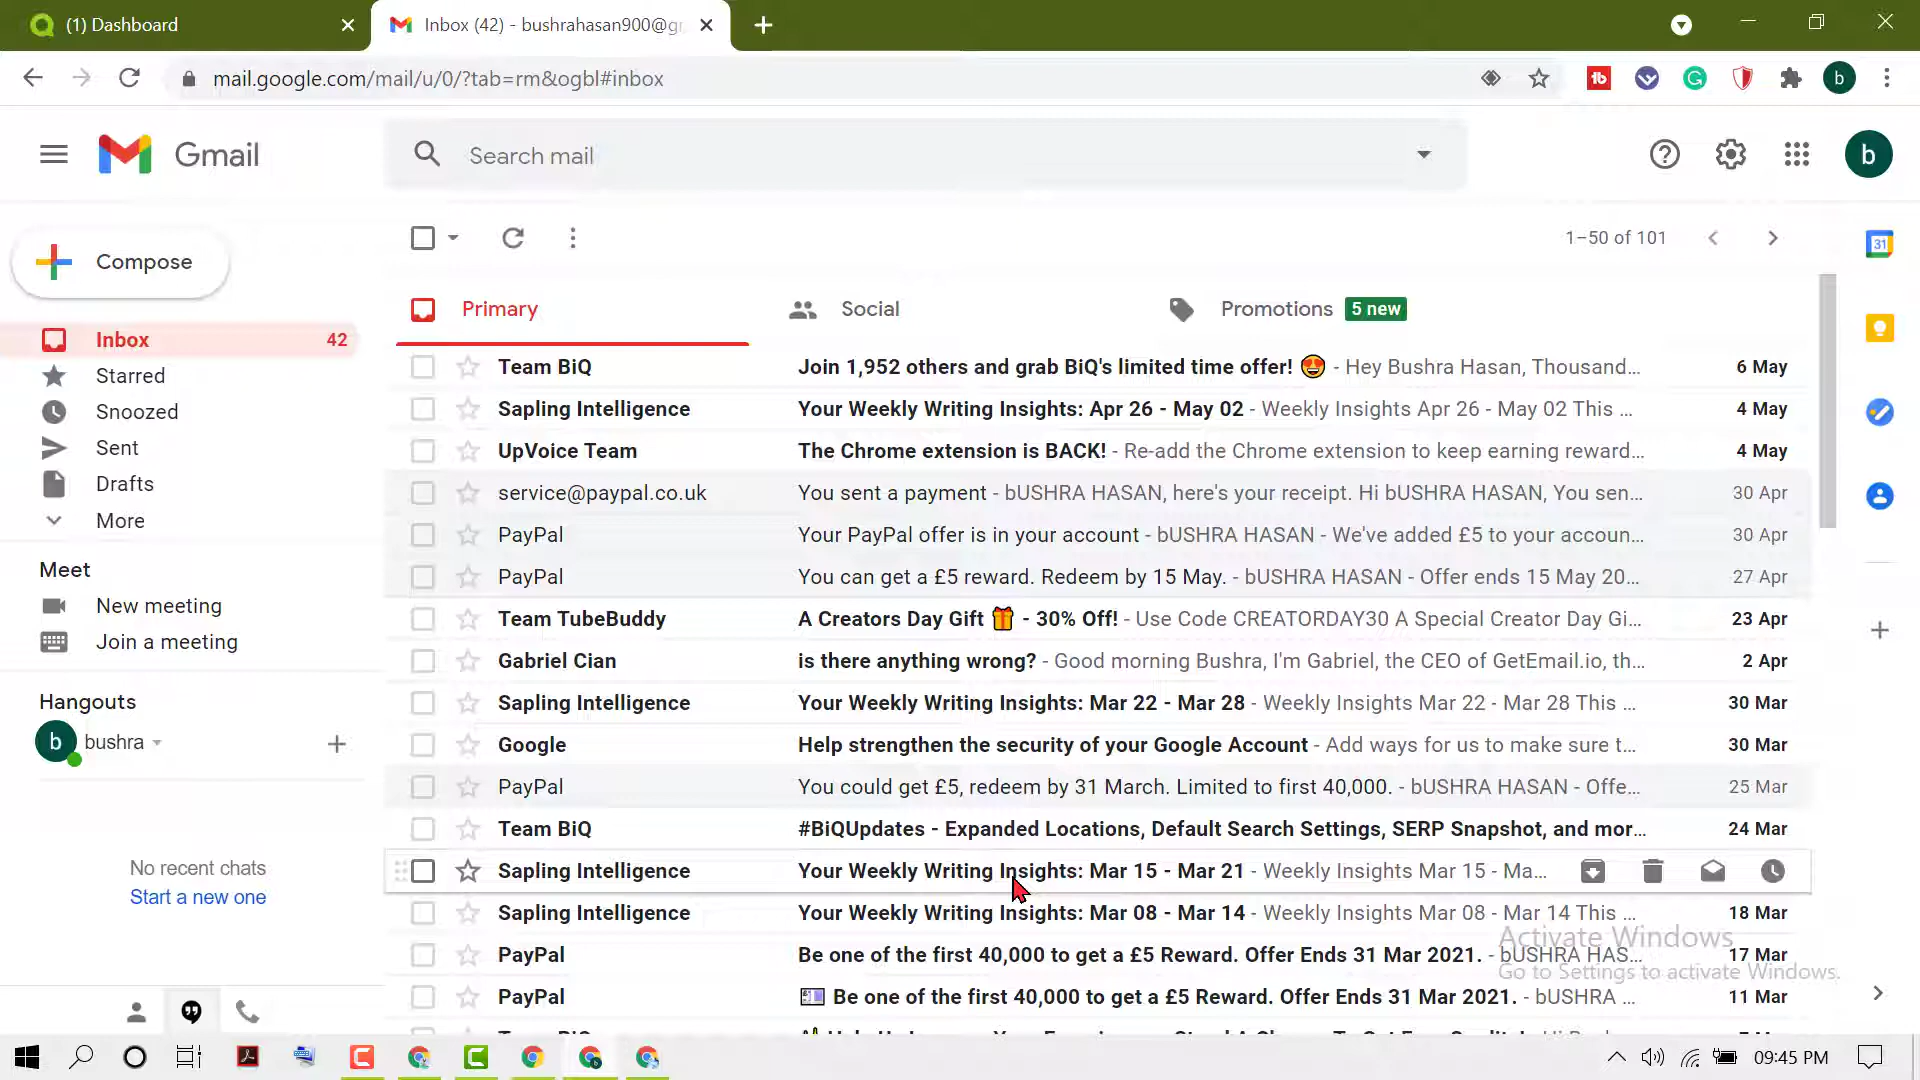 (1) Dashboard
Inbox (42) - bushrahasan900@g
mail.google.com/mail/u/0/?tab=rm&ogbl#inbox
Gmail
Search mail
b
Compose
1–50 of 101
Primary
Social
Promotions 5 new
Inbox 42
Starred
Snoozed
Sent
Drafts
More
Meet
New meeting
Join a meeting
Hangouts
b bushra
No recent chats
Start a new one
Team BiQ Join 1,952 others and grab BiQ's limited time offer! 😍 - Hey Bushra Hasan, Thousand... 6 May
Sapling Intelligence Your Weekly Writing Insights: Apr 26 - May 02 - Weekly Insights Apr 26 - May 02 This ... 4 May
UpVoice Team The Chrome extension is BACK! - Re-add the Chrome extension to keep earning reward... 4 May
service@paypal.co.uk You sent a payment - bUSHRA HASAN, here's your receipt. Hi bUSHRA HASAN, You sen... 30 Apr
PayPal Your PayPal offer is in your account - bUSHRA HASAN - We've added £5 to your accoun... 30 Apr
PayPal You can get a £5 reward. Redeem by 15 May. - bUSHRA HASAN - Offer ends 15 May 20... 27 Apr
Team TubeBuddy A Creators Day Gift 🎁 - 30% Off! - Use Code CREATORDAY30 A Special Creator Day Gi... 23 Apr
Gabriel Cian is there anything wrong? - Good morning Bushra, I'm Gabriel, the CEO of GetEmail.io, th... 2 Apr
Sapling Intelligence Your Weekly Writing Insights: Mar 22 - Mar 28 - Weekly Insights Mar 22 - Mar 28 This ... 30 Mar
Google Help strengthen the security of your Google Account - Add ways for us to make sure t... 30 Mar
PayPal You could get £5, redeem by 31 March. Limited to first 40,000. - bUSHRA HASAN - Offe... 25 Mar
Team BiQ #BiQUpdates - Expanded Locations, Default Search Settings, SERP Snapshot, and mor... 24 Mar
Sapling Intelligence Your Weekly Writing Insights: Mar 15 - Mar 21 - Weekly Insights Mar 15 - Ma...
Sapling Intelligence Your Weekly Writing Insights: Mar 08 - Mar 14 - Weekly Insights Mar 08 - Mar 14 This ... 18 Mar
PayPal Be one of the first 40,000 to get a £5 Reward. Offer Ends 31 Mar 2021. - bUSHRA HAS... 17 Mar
PayPal Be one of the first 40,000 to get a £5 Reward. Offer Ends 31 Mar 2021. - bUSHRA ... 11 Mar
Activate Windows
Go to Settings to activate Windows.
09:45 PM